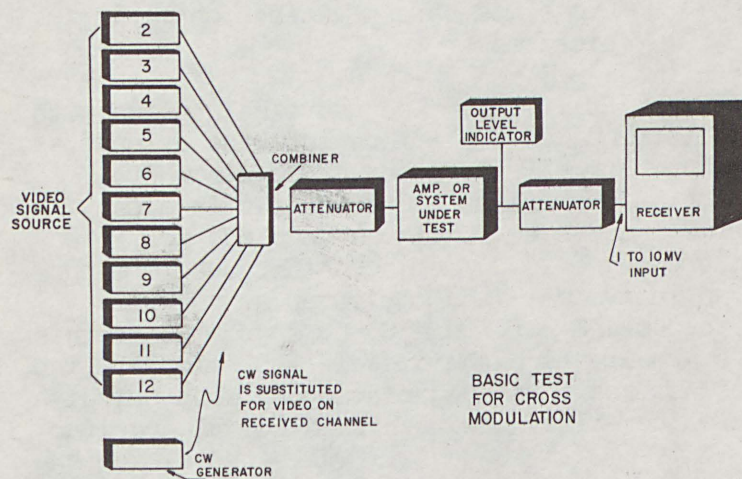 2
3
4
5
6
7
8
9
10
11
12
VIDEO
SIGNAL
SOURCE
COMBINER
ATTENUATOR
AMP. OR
SYSTEM
UNDER
TEST
OUTPUT
LEVEL
INDICATOR
ATTENUATOR
RECEIVER
1 TO 10MV
INPUT
CW SIGNAL
IS SUBSTITUTED
FOR VIDEO ON
RECEIVED CHANNEL
CW
GENERATOR
BASIC TEST
FOR CROSS
MODULATION